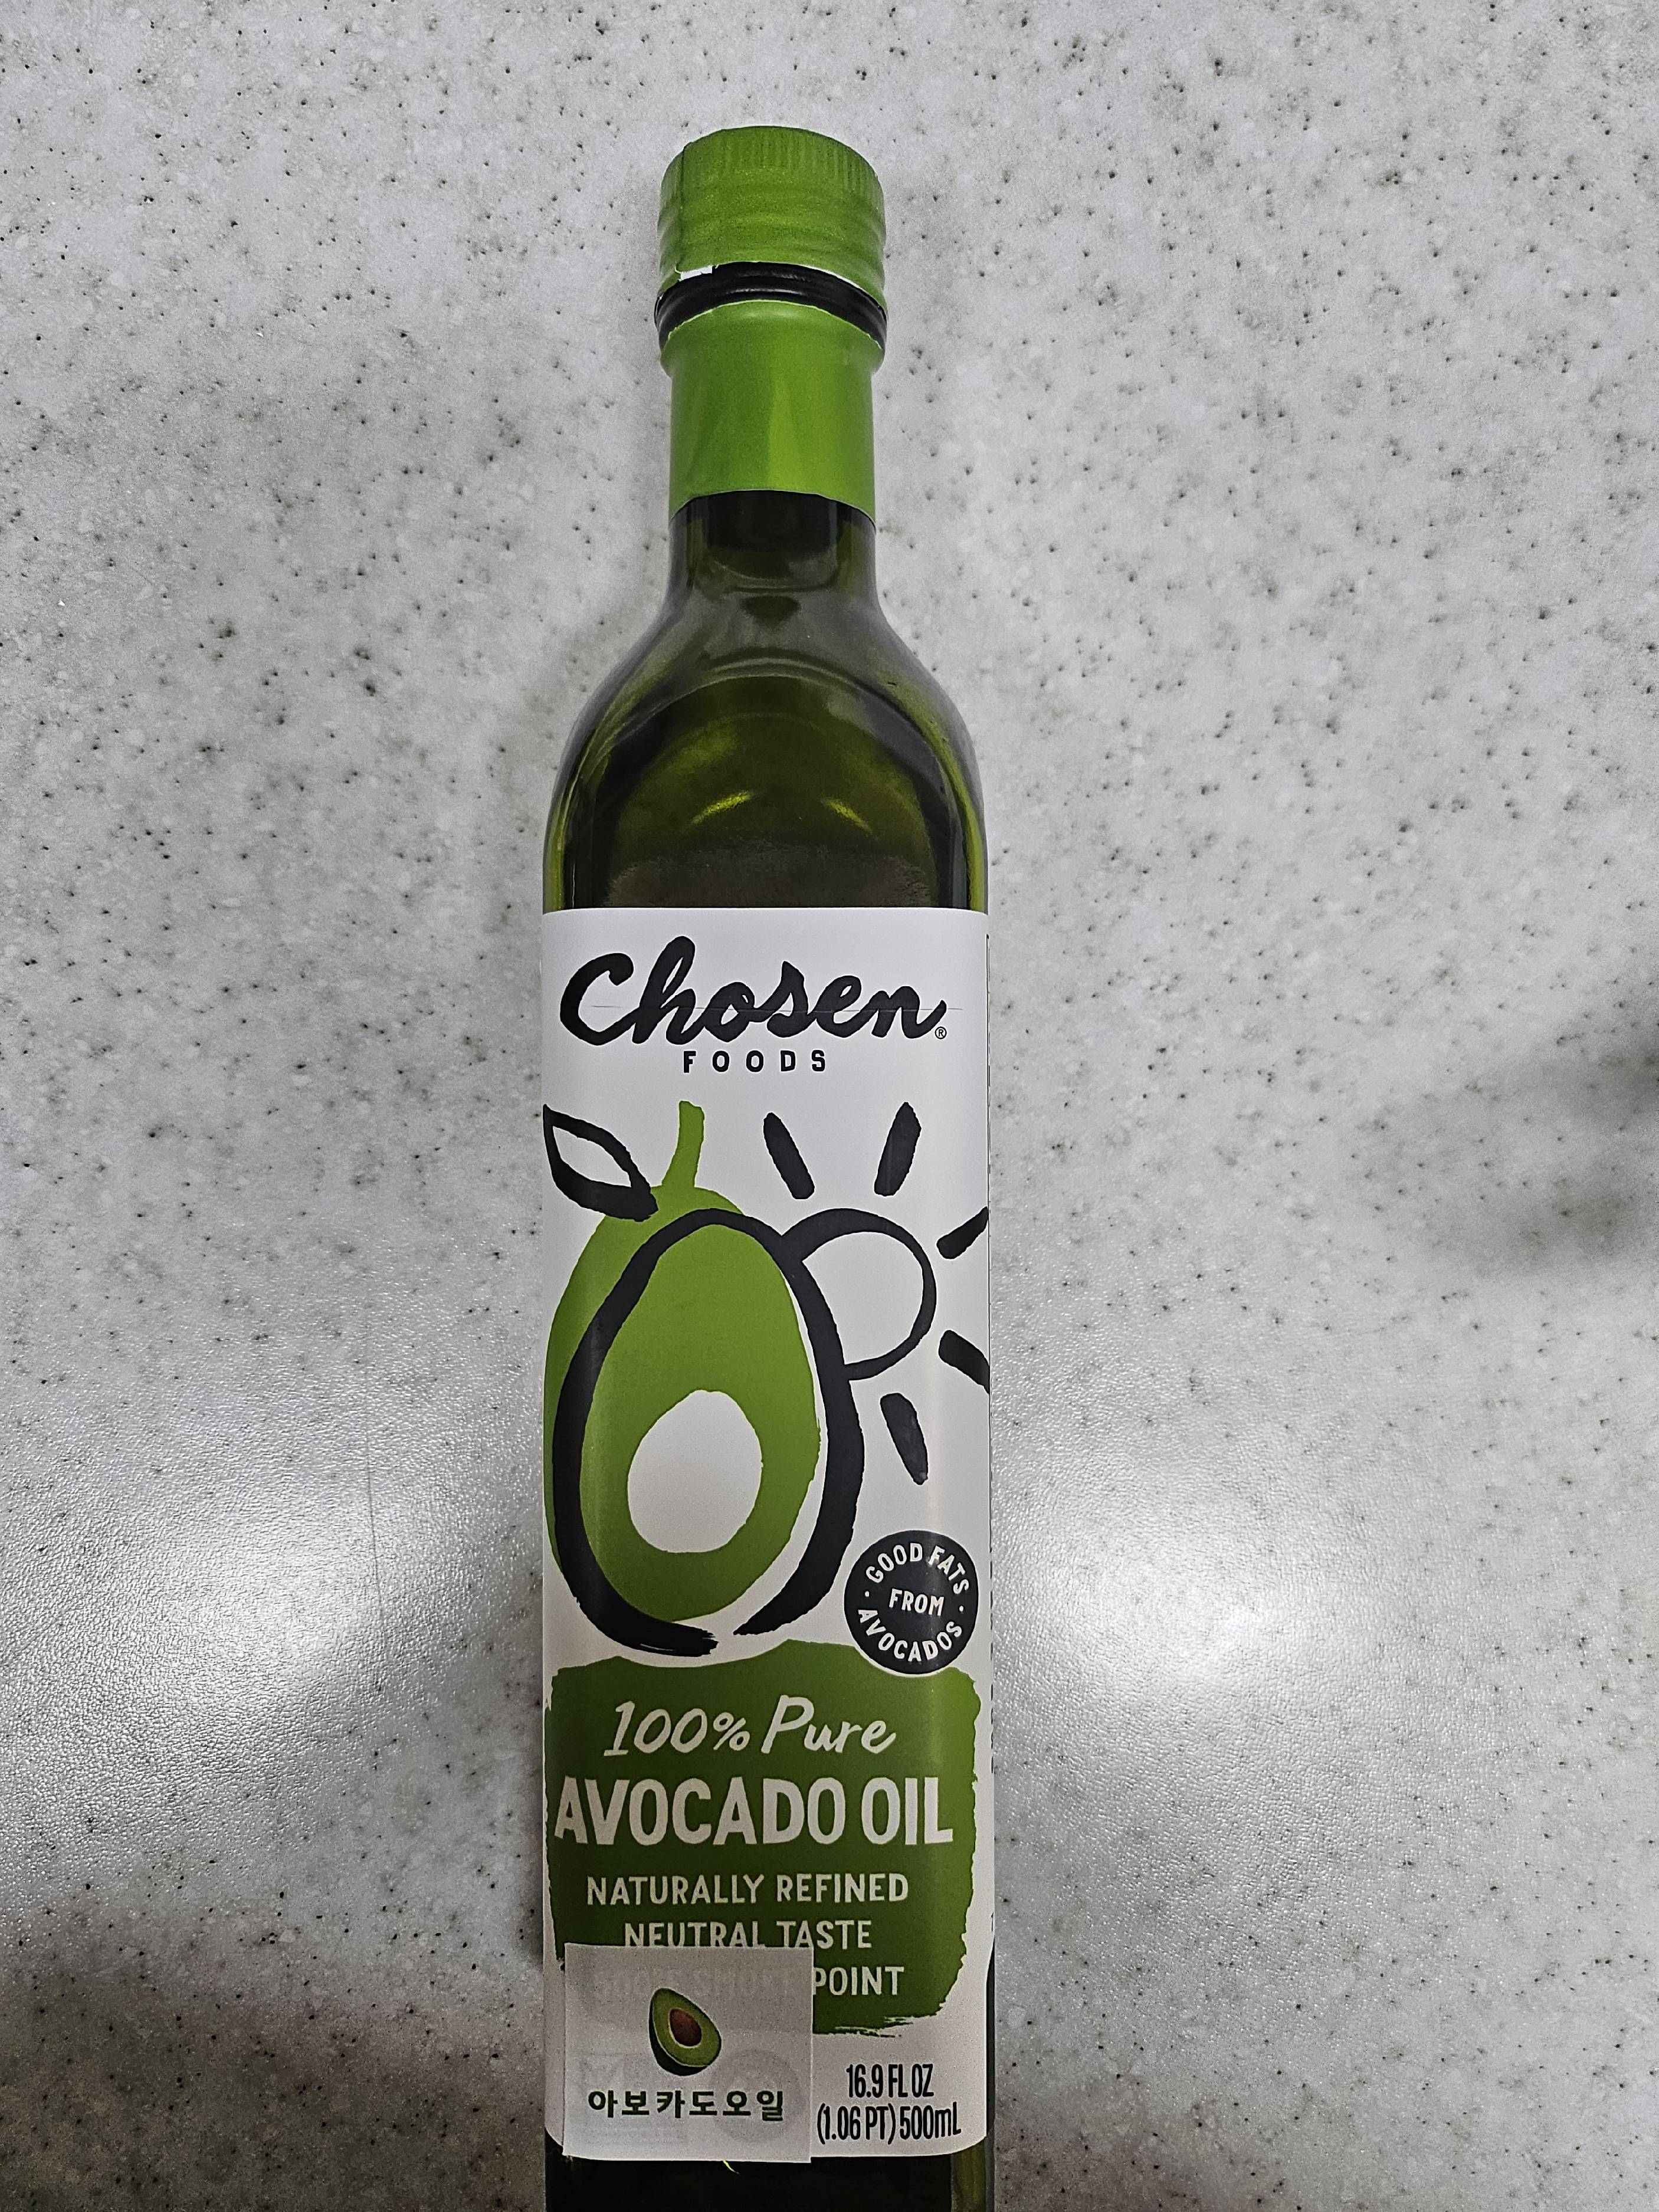 Chosen®
FOODS
GOOD FATS
FROM
AVOCADOS
100% Pure
AVOCADO OIL
NATURALLY REFINED
NEUTRAL TASTE
POINT
아보카도오일
16.9 FL OZ
(1.06 PT) 500mL